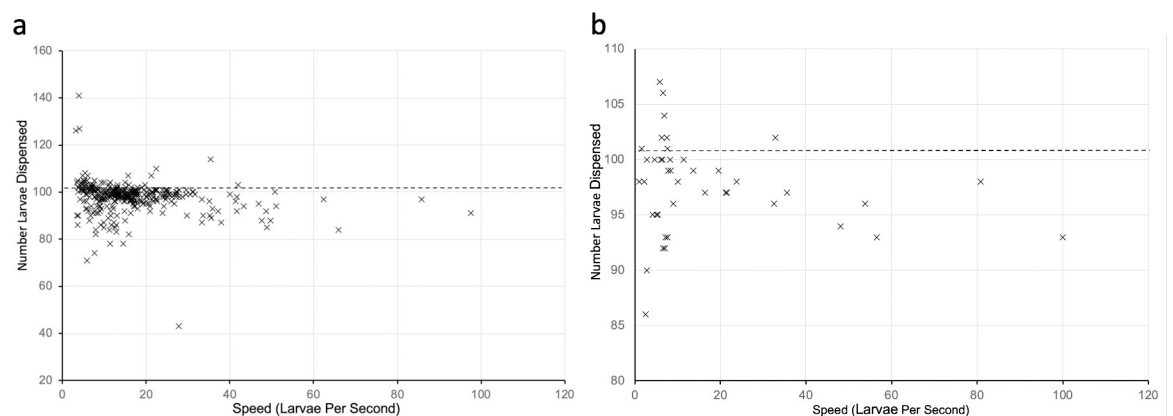 a
160
140
120
100
80
60
40
20
Number Larvae Dispensed
0 20 40 60 80 100 120
Speed (Larvae Per Second)
b
110
105
100
95
90
85
80
Number Larvae Dispensed
0 20 40 60 80 100 120
Speed (Larvae Per Second)